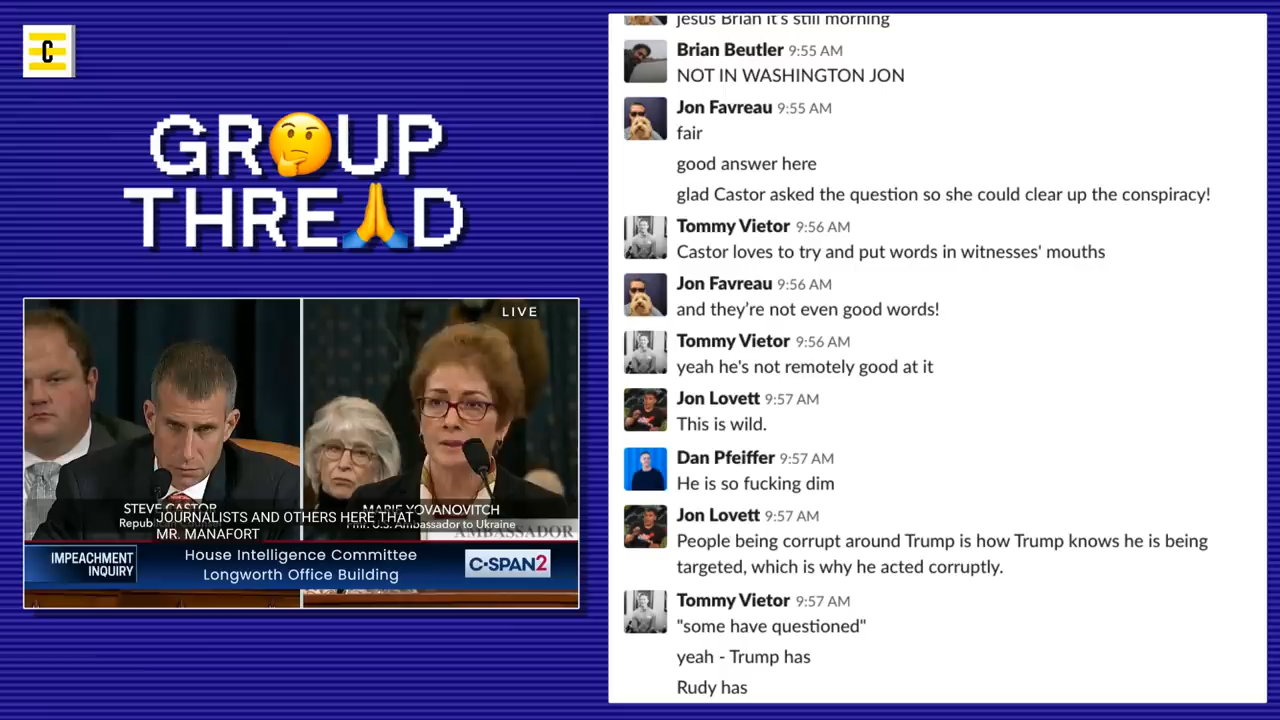 C
GROUP
THREAD
LIVE
STEVE CASTOR
Repub
MARIE YOVANOVITCH
Fmr. U.S. Ambassador to Ukraine
JOURNALISTS AND OTHERS HERE THAT
MR. MANAFORT
AMBASSADOR
IMPEACHMENT
INQUIRY
House Intelligence Committee
Longworth Office Building
C-SPAN2
jesus Brian it's still morning
Brian Beutler 9:55 AM
NOT IN WASHINGTON JON
Jon Favreau 9:55 AM
fair
good answer here
glad Castor asked the question so she could clear up the conspiracy!
Tommy Vietor 9:56 AM
Castor loves to try and put words in witnesses' mouths
Jon Favreau 9:56 AM
and they're not even good words!
Tommy Vietor 9:56 AM
yeah he's not remotely good at it
Jon Lovett 9:57 AM
This is wild.
Dan Pfeiffer 9:57 AM
He is so fucking dim
Jon Lovett 9:57 AM
People being corrupt around Trump is how Trump knows he is being
targeted, which is why he acted corruptly.
Tommy Vietor 9:57 AM
"some have questioned"
yeah - Trump has
Rudy has